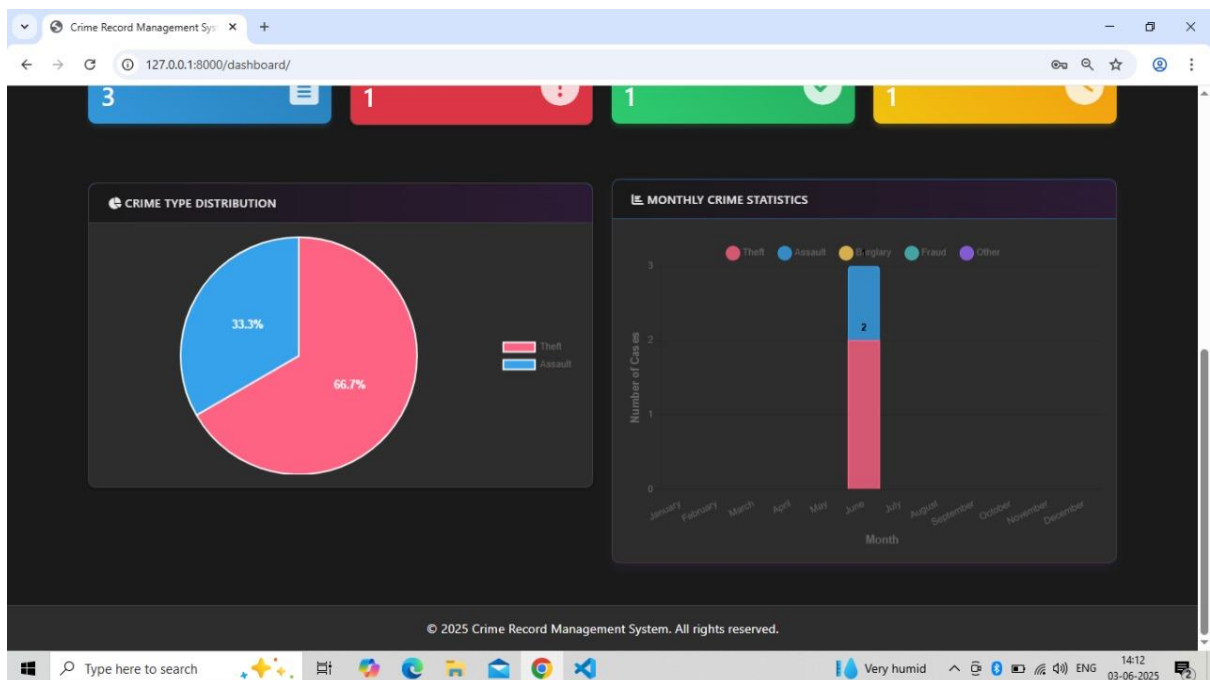 Crime Record Management Sys
127.0.0.1:8000/dashboard/
3
1
1
1
CRIME TYPE DISTRIBUTION
33.3%
66.7%
Theft
Assault
MONTHLY CRIME STATISTICS
Theft Assault Burglary Fraud Other
1
3
2
1
0
2
Number of Cases
January February March April May June July August September October November December
Month
© 2025 Crime Record Management System. All rights reserved.
Type here to search
Very humid
ENG
14:12
03-06-2025
2